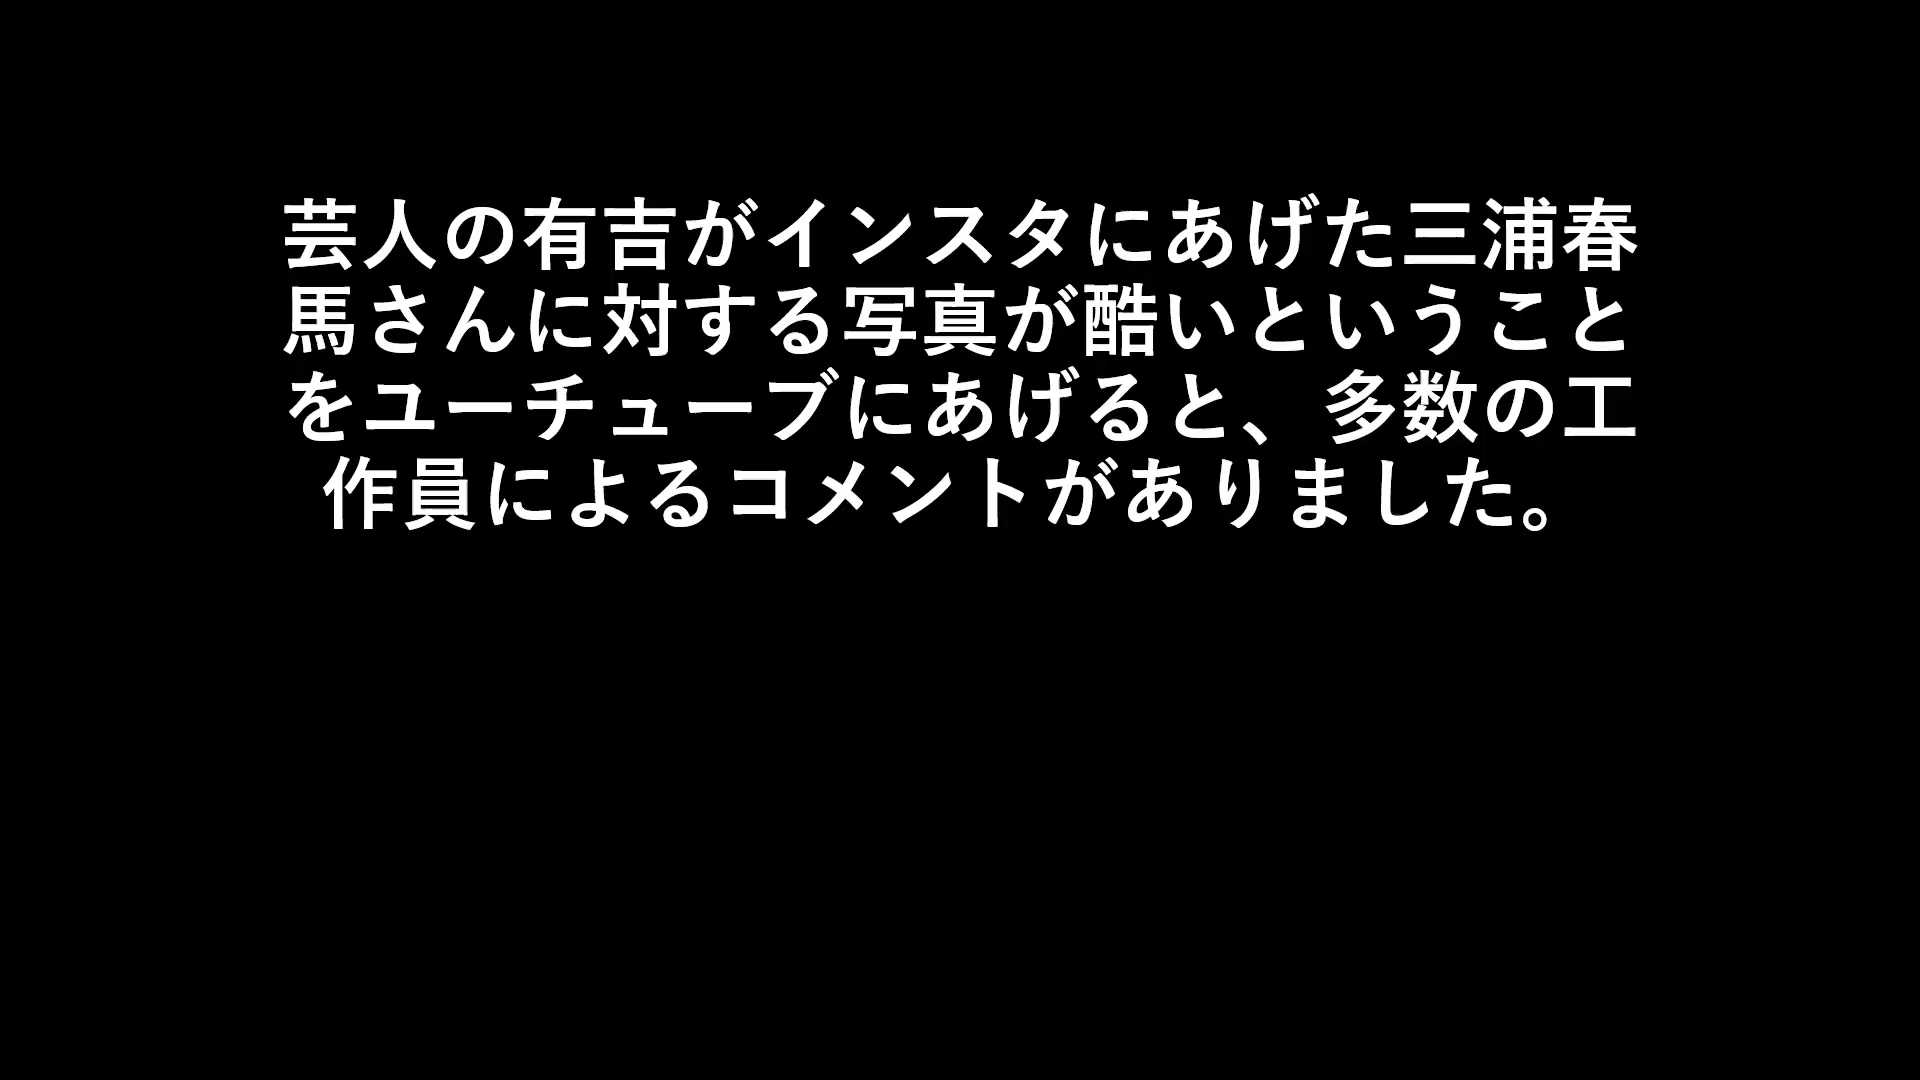 芸人の有吉がインスタにあげた三浦春
馬さんに対する写真が酷いということ
をユーチューブにあげると、多数の工
作員によるコメントがありました。